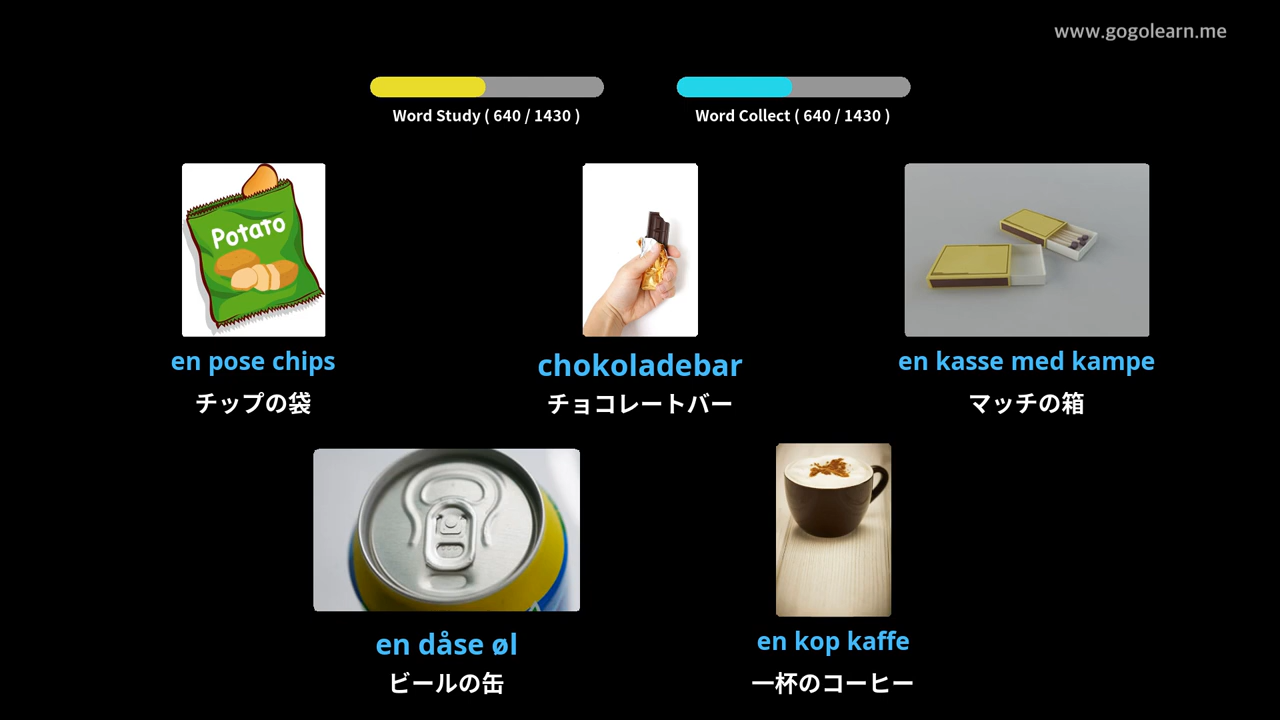 www.gogolearn.me
Word Study ( 640 / 1430 )
Word Collect ( 640 / 1430 )
Potato
en pose chips
チップの袋
chokoladebar
チョコレートバー
en kasse med kampe
マッチの箱
en dåse øl
ビールの缶
en kop kaffe
一杯のコーヒー